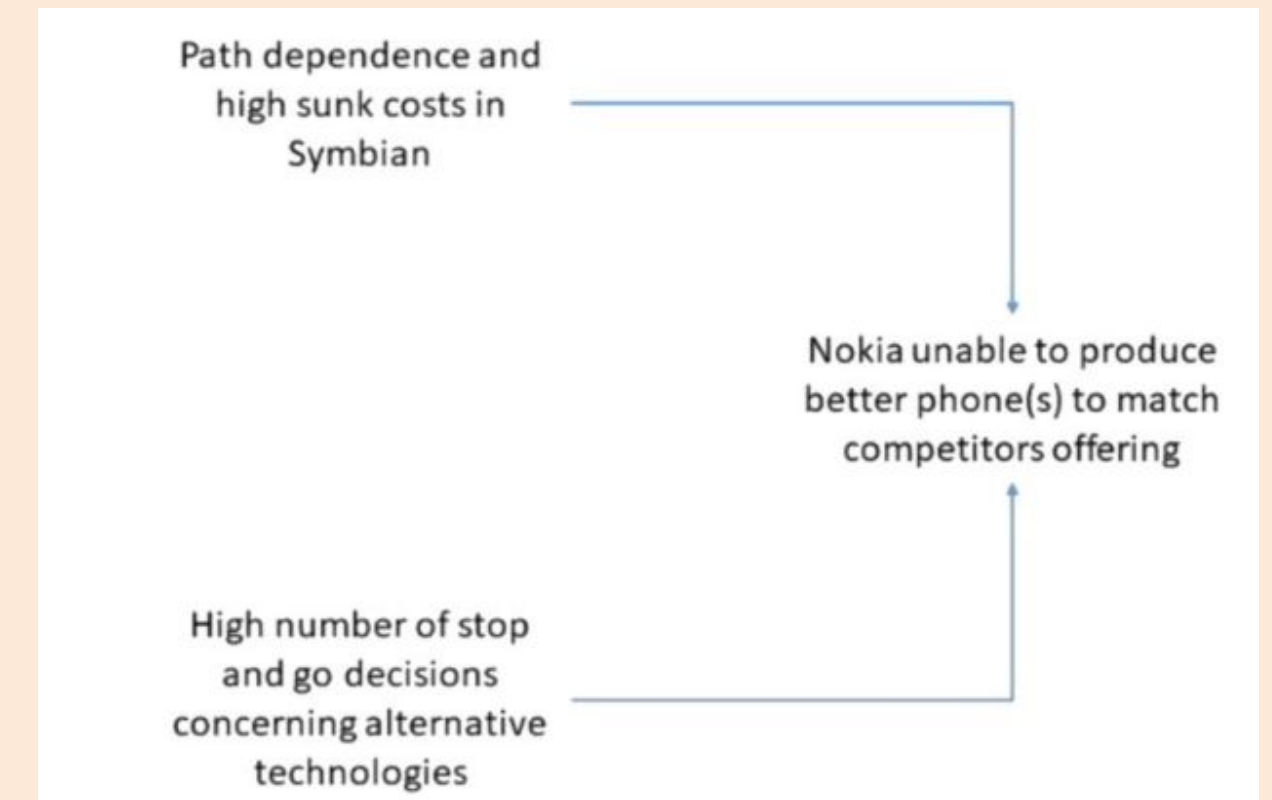 Path dependence and
high sunk costs in
Symbian
Nokia unable to produce
better phone(s) to match
competitors offering
High number of stop
and go decisions
concerning alternative
technologies